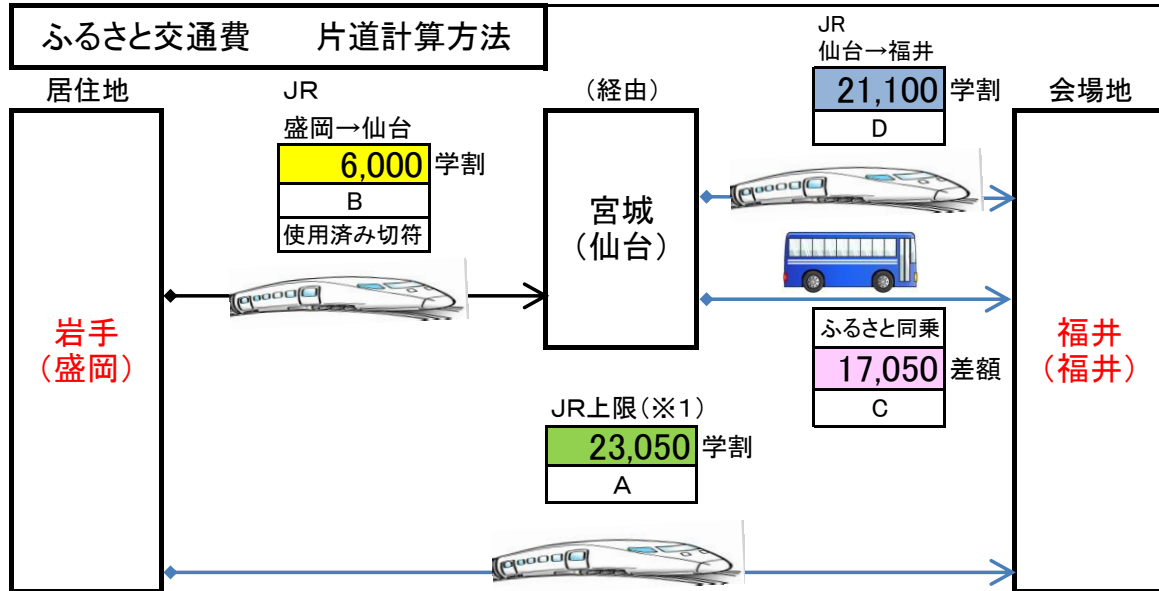 ふるさと交通費　　片道計算方法
居住地
JR
盛岡→仙台
6,000 学割
B
使用済み切符
(経由)
JR
仙台→福井
21,100 学割
D
会場地
岩手
(盛岡)
宮城
(仙台)
福井
(福井)
ふるさと同乗
17,050 差額
C
JR上限(※1)
23,050 学割
A